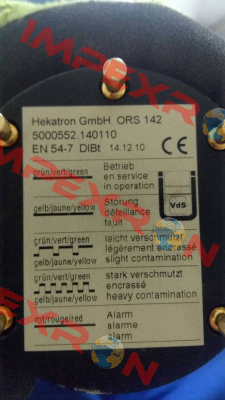 Hekatron GmbH ORS 142
5000552.140110
EN 54-7 DIBt 14.12.10
CE
grün/vert/green
Betrieb
en service
in operation
VdS
gelb/jaune/yellow
Störung
défaillance
fault
grün/vert/green
gelb/jaune/yellow
leicht verschmutzt
légèrement encrassé
slight contamination
grün/vert/green
gelb/jaune/yellow
stark verschmutzt
encrassé
heavy contamination
rot/rouge/red
Alarm
alarme
alarm
IMPEXRON